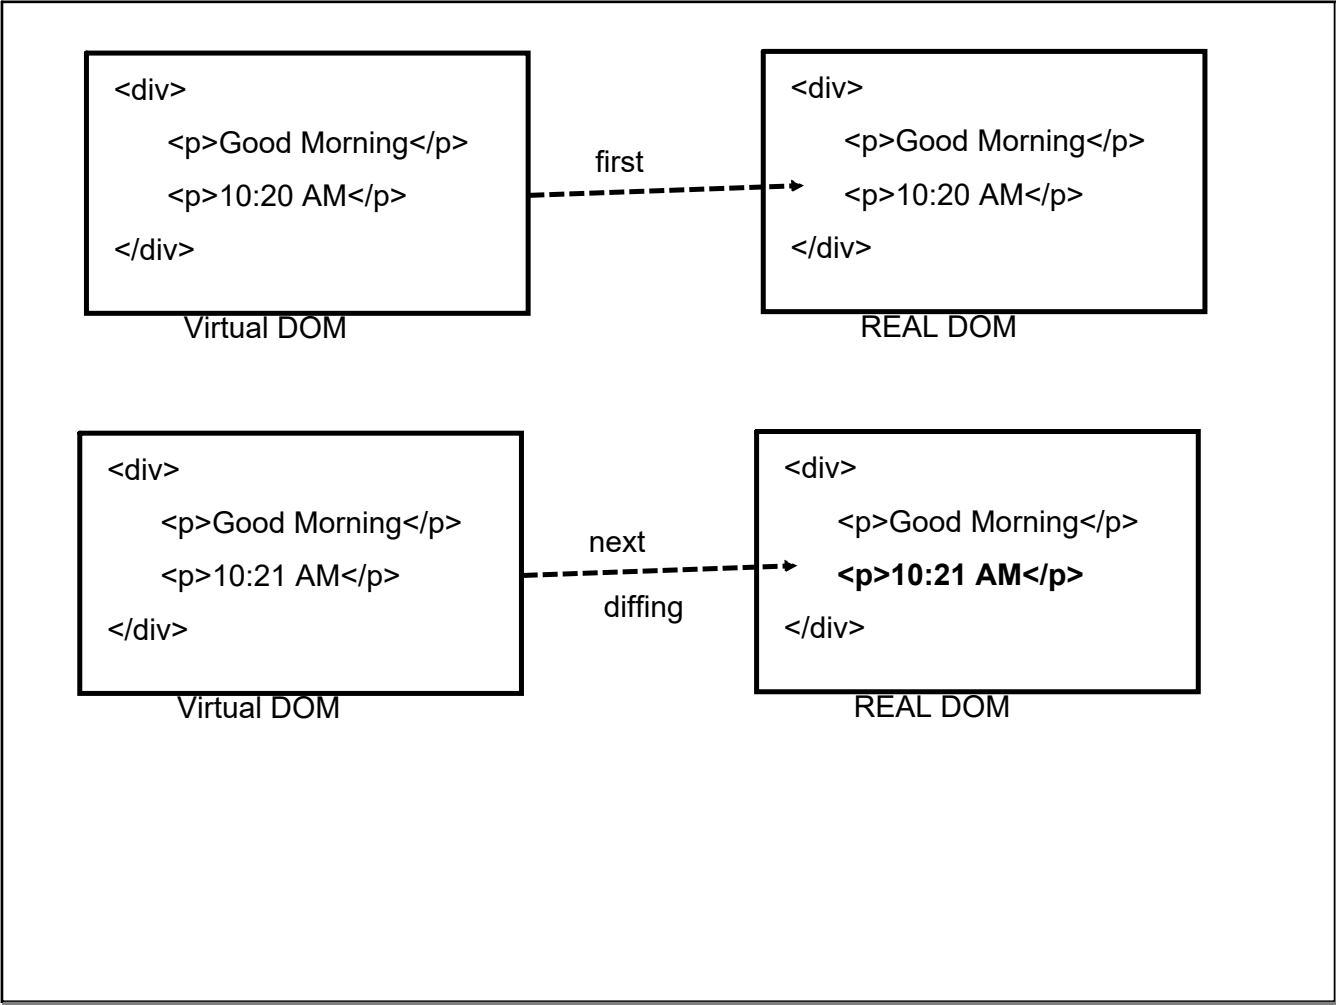 <div>
<p>Good Morning</p>
<p>10:20 AM</p>
</div>
Virtual DOM
first
<div>
<p>Good Morning</p>
<p>10:20 AM</p>
</div>
REAL DOM
<div>
<p>Good Morning</p>
<p>10:21 AM</p>
</div>
Virtual DOM
next
diffing
<div>
<p>Good Morning</p>
<p>10:21 AM</p>
</div>
REAL DOM